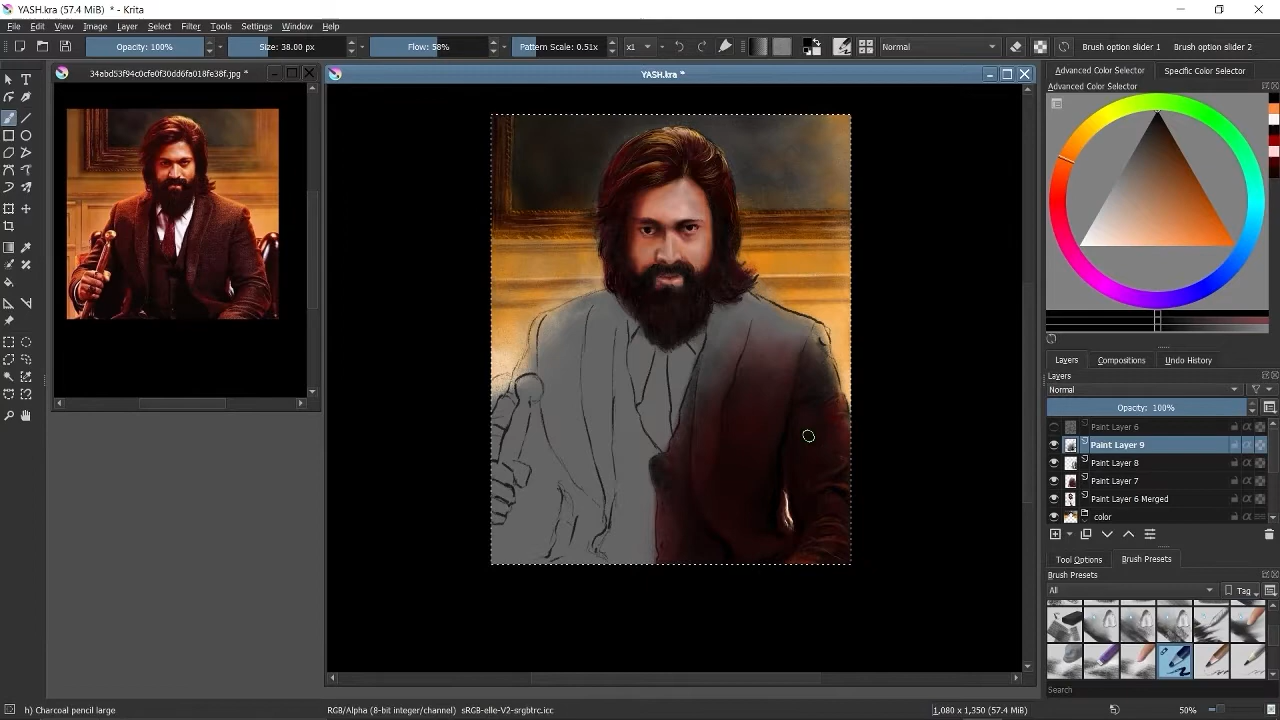 YASH.kra (57.4 MiB) * - Krita
File Edit View Image Layer Select Filter Tools Settings Window Help
Opacity: 100% Size: 38.00 px Flow: 58% Pattern Scale: 0.51x x1 Normal Brush option slider 1 Brush option slider 2
34abd53f94c0cfe0f30dd6fa018fe38f.jpg *
YASH.kra *
Advanced Color Selector Specific Color Selector
Advanced Color Selector
Layers Compositions Undo History
Layers
Normal
Opacity: 100%
Paint Layer 6
Paint Layer 9
Paint Layer 8
Paint Layer 7
Paint Layer 6 Merged
color
Tool Options Brush Presets
Brush Presets
All Tag
Search
h) Charcoal pencil large RGB/Alpha (8-bit integer/channel) sRGB-elle-V2-srgbtrc.icc 1,080 x 1,350 (57.4 MiB) 50%